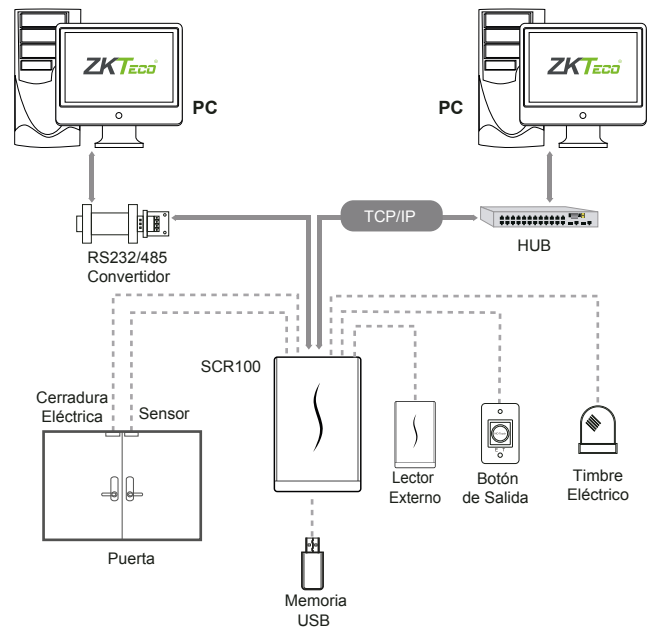 ZKTeco
ZKTeco
PC
PC
TCP/IP
HUB
RS232/485
Convertidor
SCR100
Cerradura
Eléctrica
Sensor
Lector
Externo
Botón
de Salida
Timbre
Eléctrico
Puerta
Memoria
USB